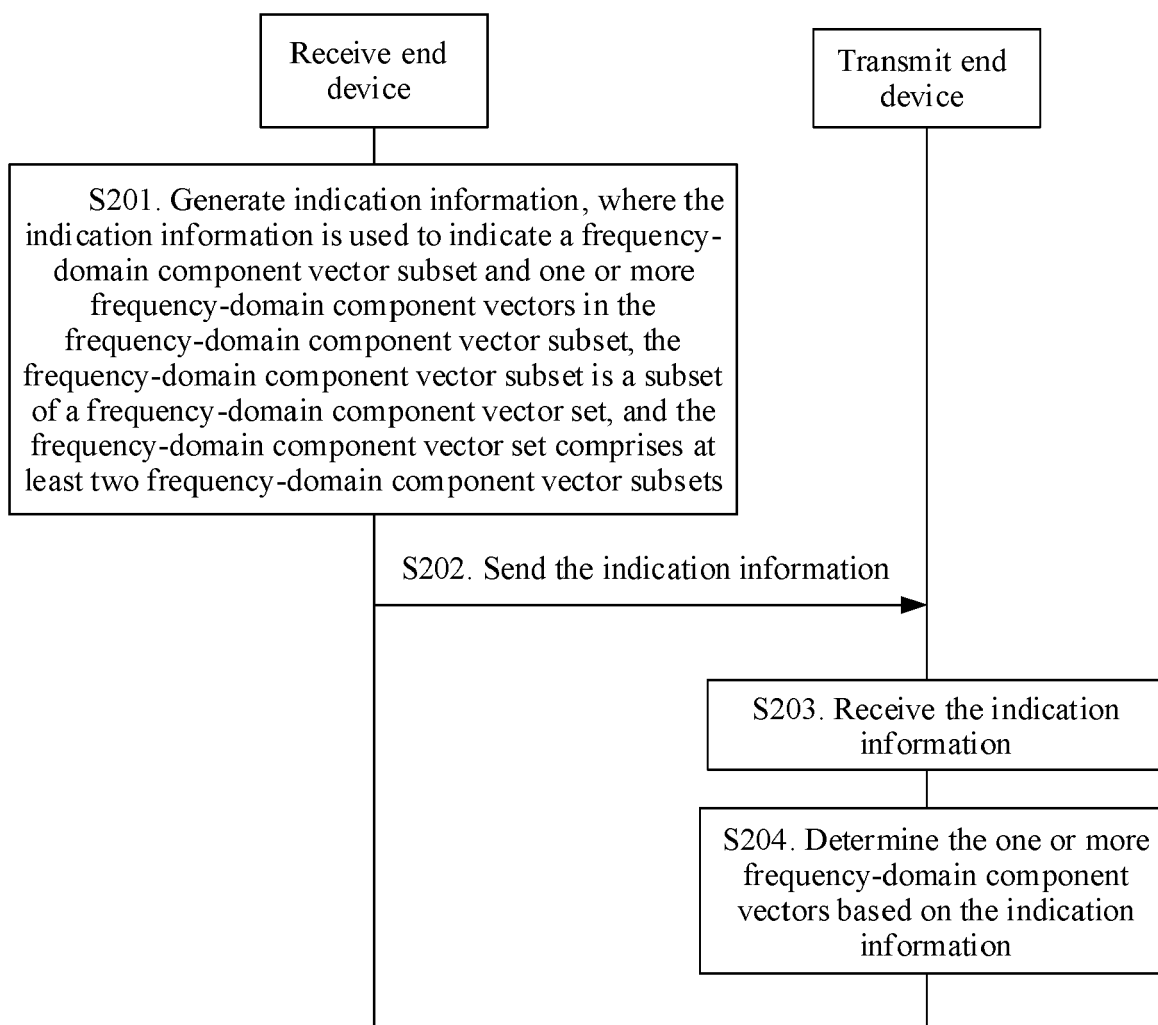 Receive end
device
Transmit end
device
S201. Generate indication information, where the
indication information is used to indicate a frequency-
domain component vector subset and one or more
frequency-domain component vectors in the
frequency-domain component vector subset, the
frequency-domain component vector subset is a subset
of a frequency-domain component vector set, and the
frequency-domain component vector set comprises at
least two frequency-domain component vector subsets
S202. Send the indication information
S203. Receive the indication
information
S204. Determine the one or more
frequency-domain component
vectors based on the indication
information